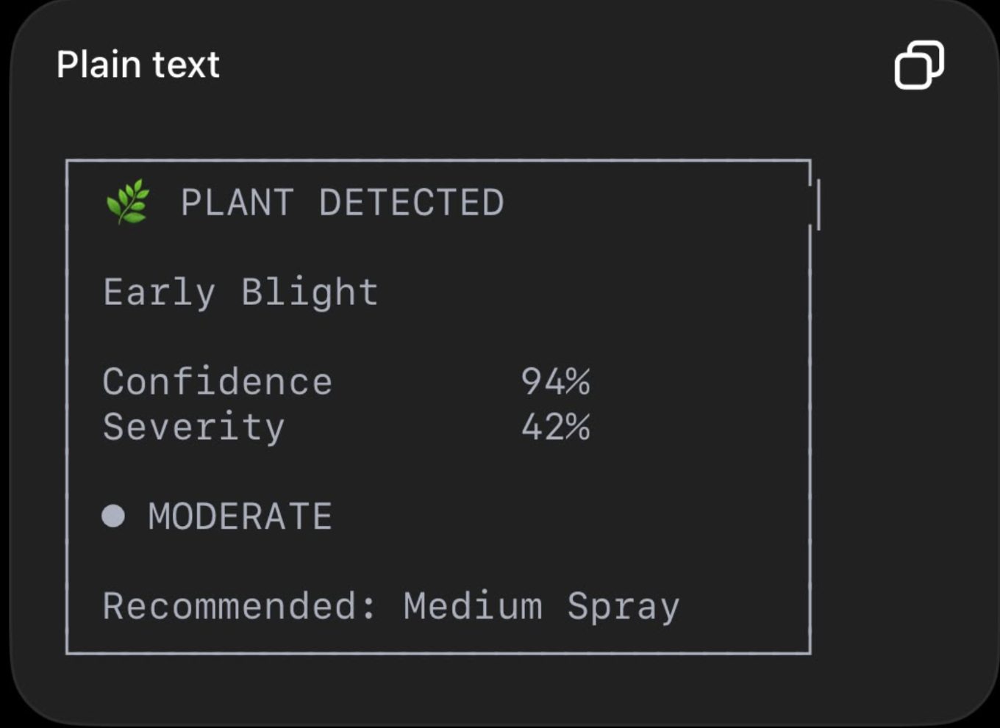 Plain text
🌿 PLANT DETECTED
Early Blight
Confidence 94%
Severity 42%
● MODERATE
Recommended: Medium Spray